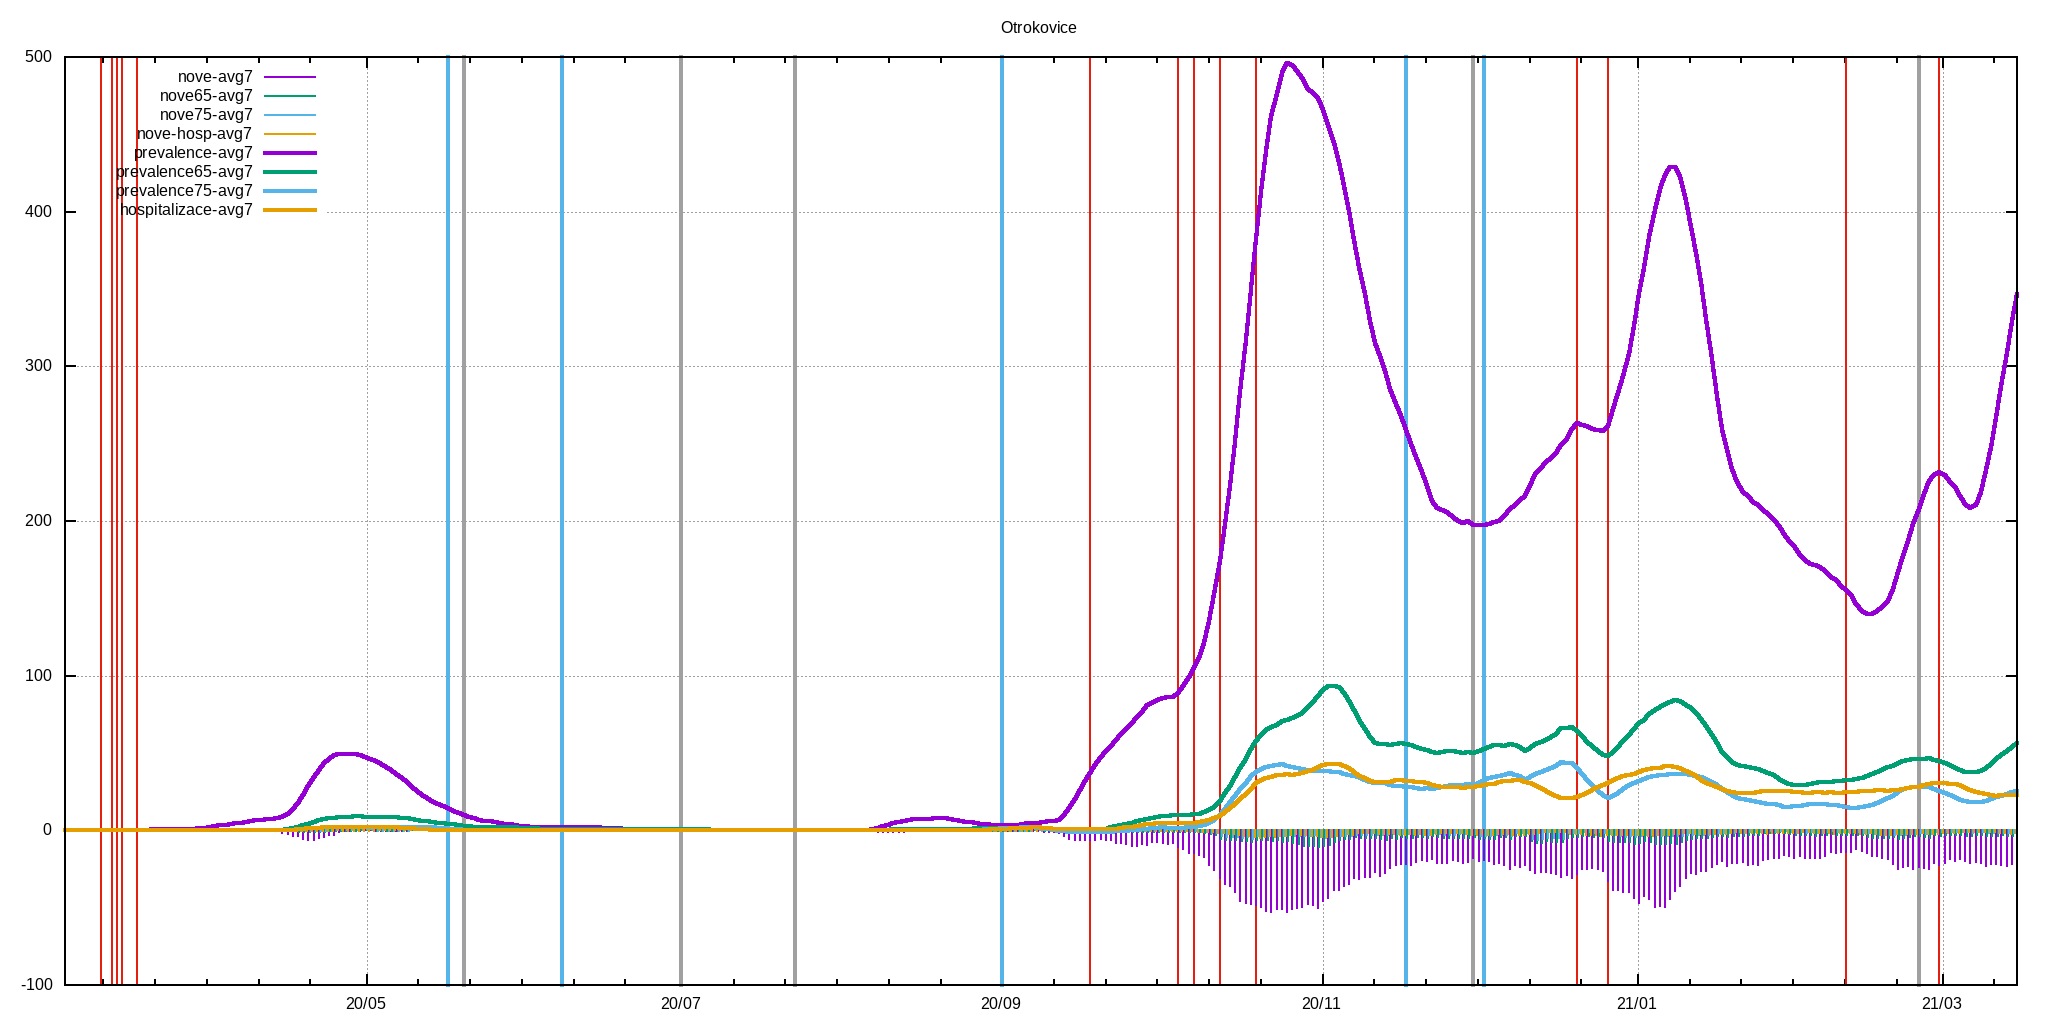 Otrokovice
500
nove-avg7
nove65-avg7
nove75-avg7
nove-hosp-avg7
prevalence-avg7
prevalence65-avg7
prevalence75-avg7
hospitalizace-avg7
400
300
200
100
0
-100
20/05
20/07
20/09
20/11
21/01
21/03